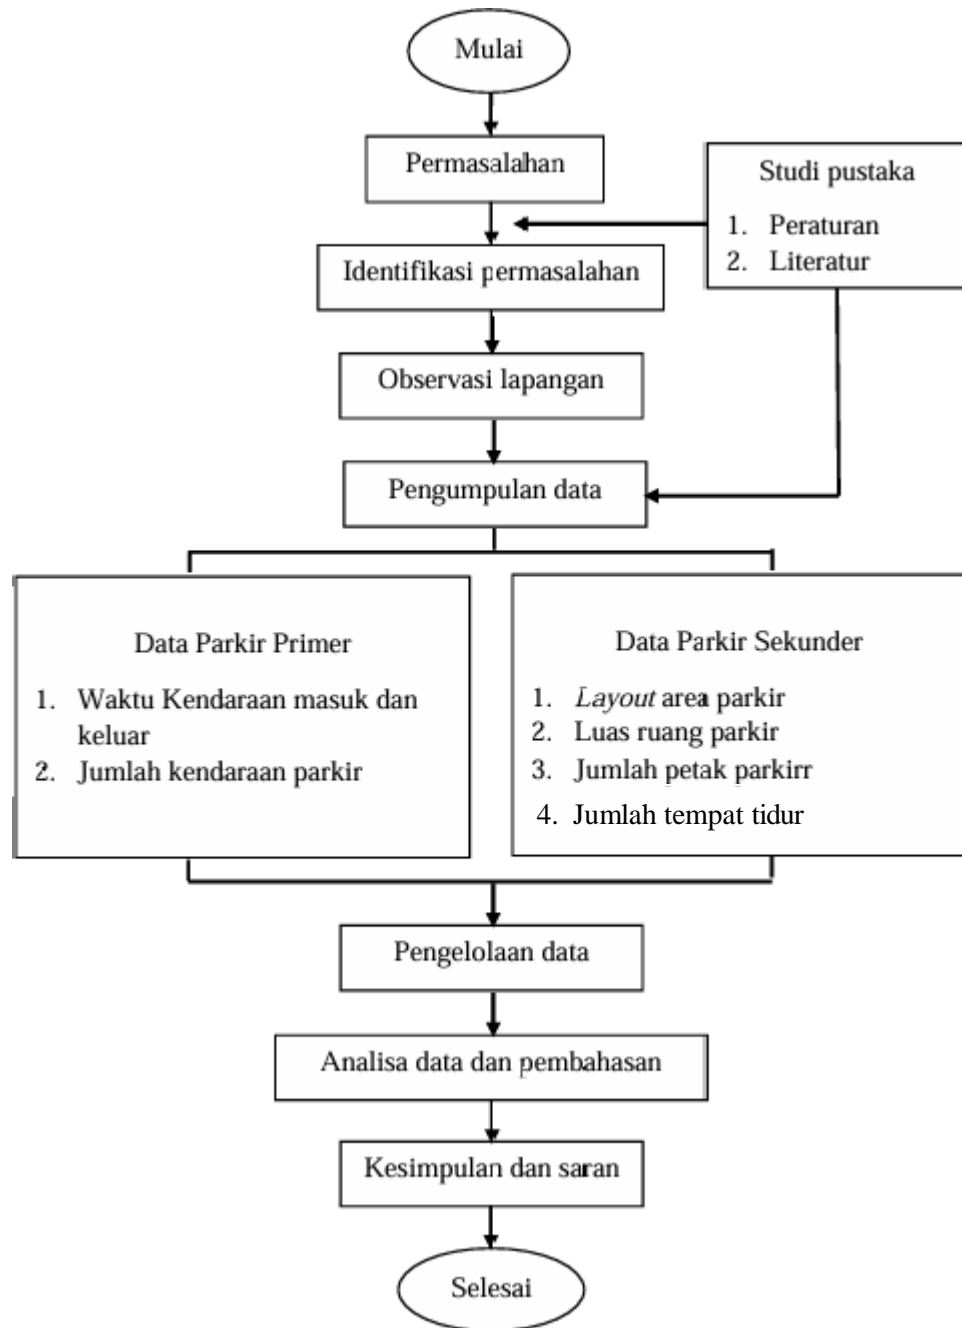 Mulai
Permasalahan
Studi pustaka
1. Peraturan
2. Literatur
Identifikasi permasalahan
Observasi lapangan
Pengumpulan data
Data Parkir Primer
1. Waktu Kendaraan masuk dan
keluar
2. Jumlah kendaraan parkir
Data Parkir Sekunder
1. Layout area parkir
2. Luas ruang parkir
3. Jumlah petak parkirr
4. Jumlah tempat tidur
Pengelolaan data
Analisa data dan pembahasan
Kesimpulan dan saran
Selesai